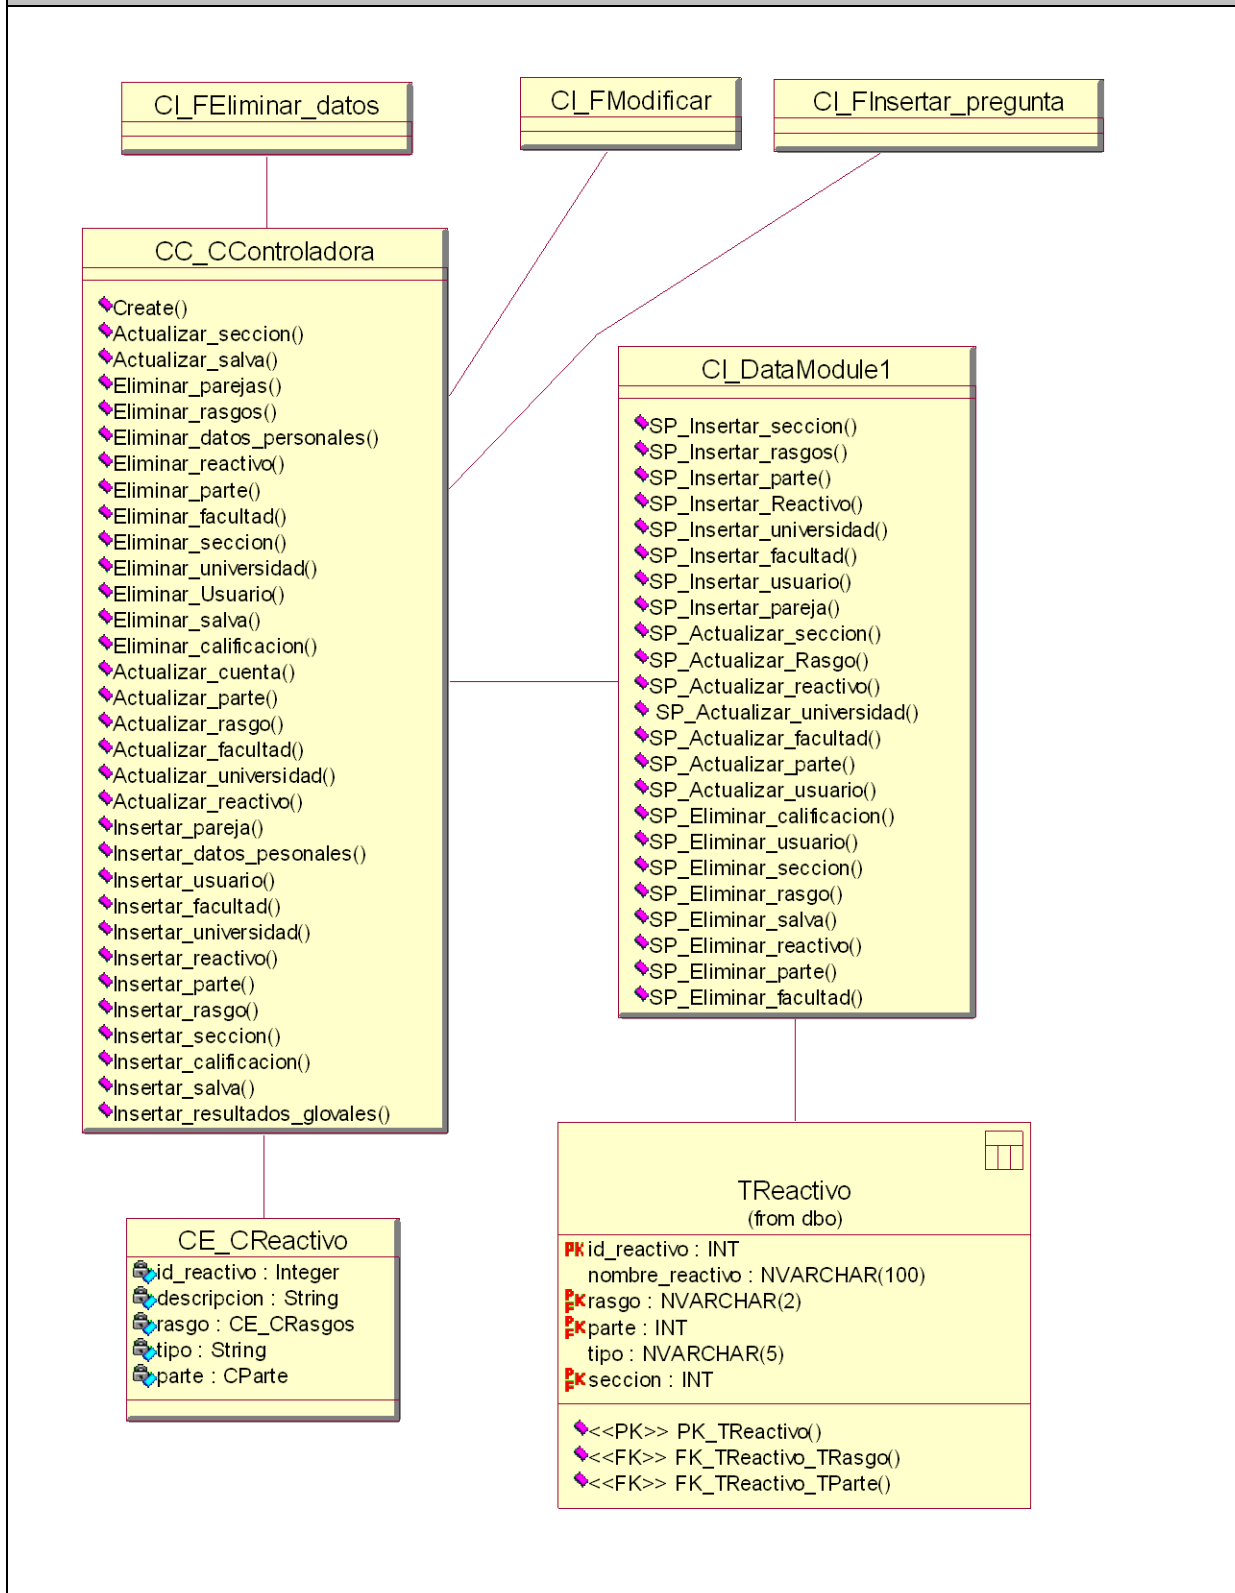 CI_FEliminar_datos
CI_FModificar
CI_FInsertar_pregunta
CC_CControladora
Create()
Actualizar_seccion()
Actualizar_salva()
Eliminar_parejas()
Eliminar_rasgos()
Eliminar_datos_personales()
Eliminar_reactivo()
Eliminar_parte()
Eliminar_facultad()
Eliminar_seccion()
Eliminar_universidad()
Eliminar_Usuario()
Eliminar_salva()
Eliminar_calificacion()
Actualizar_cuenta()
Actualizar_parte()
Actualizar_rasgo()
Actualizar_facultad()
Actualizar_universidad()
Actualizar_reactivo()
Insertar_pareja()
Insertar_datos_pesonales()
Insertar_usuario()
Insertar_facultad()
Insertar_universidad()
Insertar_reactivo()
Insertar_parte()
Insertar_rasgo()
Insertar_seccion()
Insertar_calificacion()
Insertar_salva()
Insertar_resultados_glovales()
CI_DataModule1
SP_Insertar_seccion()
SP_Insertar_rasgos()
SP_Insertar_parte()
SP_Insertar_Reactivo()
SP_Insertar_universidad()
SP_Insertar_facultad()
SP_Insertar_usuario()
SP_Insertar_pareja()
SP_Actualizar_seccion()
SP_Actualizar_Rasgo()
SP_Actualizar_reactivo()
SP_Actualizar_universidad()
SP_Actualizar_facultad()
SP_Actualizar_parte()
SP_Actualizar_usuario()
SP_Eliminar_calificacion()
SP_Eliminar_usuario()
SP_Eliminar_seccion()
SP_Eliminar_rasgo()
SP_Eliminar_salva()
SP_Eliminar_reactivo()
SP_Eliminar_parte()
SP_Eliminar_facultad()
CE_CReactivo
id_reactivo : Integer
descripcion : String
rasgo : CE_CRasgos
tipo : String
parte : CParte
TReactivo
(from dbo)
PK id_reactivo : INT
nombre_reactivo : NVARCHAR(100)
PFK rasgo : NVARCHAR(2)
PFK parte : INT
tipo : NVARCHAR(5)
PFK seccion : INT
<<PK>> PK_TReactivo()
<<FK>> FK_TReactivo_TRasgo()
<<FK>> FK_TReactivo_TParte()